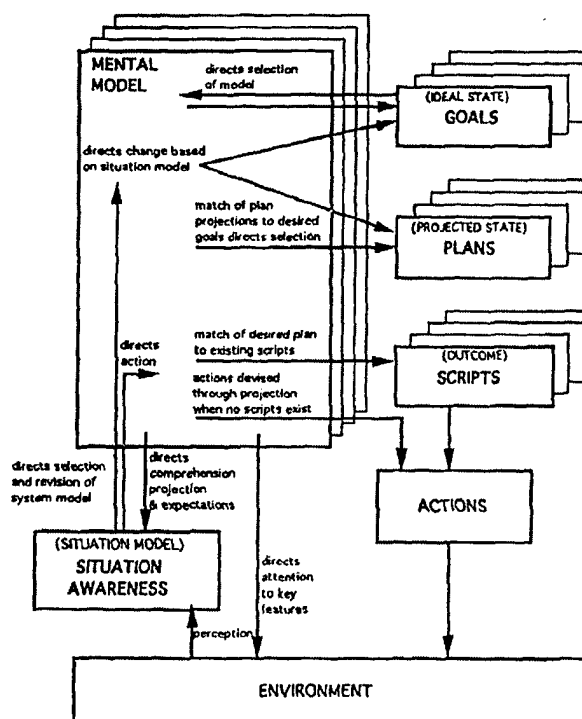 MENTAL
MODEL
directs selection
of model
(IDEAL STATE)
GOALS
directs change based
on situation model
match of plan
projections to desired
goals directs selection
(PROJECTED STATE)
PLANS
directs
action
match of desired plan
to existing scripts
(OUTCOME)
SCRIPTS
actions devised
through projection
when no scripts exist
directs selection
and revision of
system model
directs
comprehension
projection
& expectations
ACTIONS
(SITUATION MODEL)
SITUATION
AWARENESS
directs
attention
to key
features
perception
ENVIRONMENT